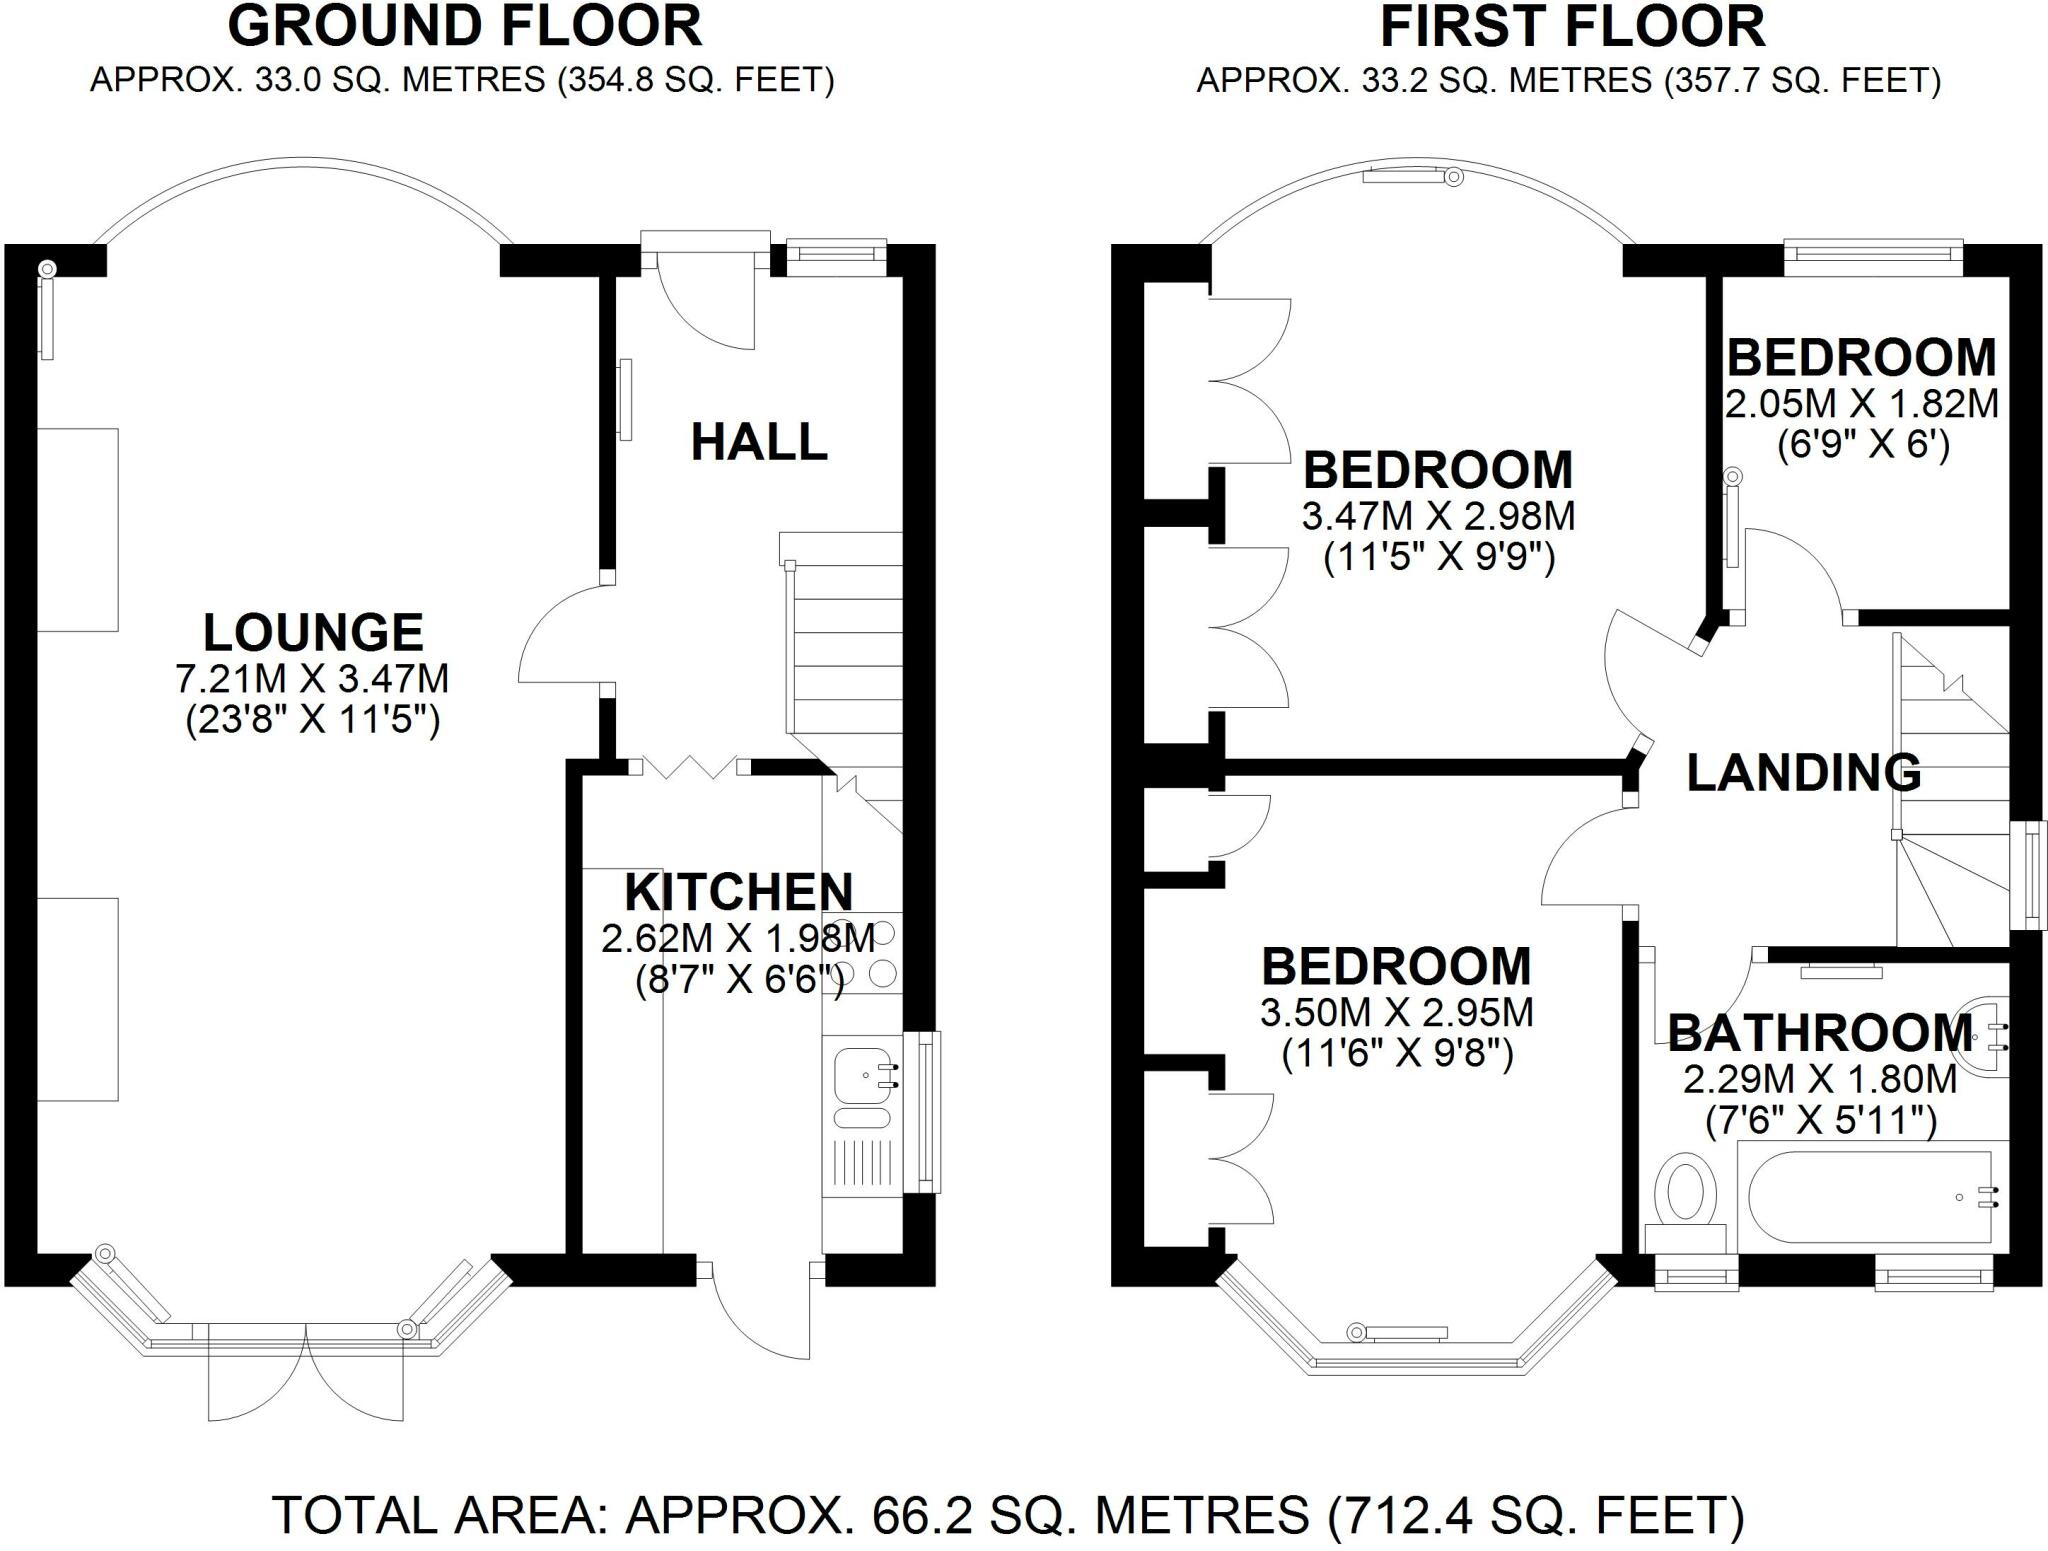 GROUND FLOOR
APPROX. 33.0 SQ. METRES (354.8 SQ. FEET)
LOUNGE
7.21M X 3.47M
(23'8" X 11'5")
HALL
KITCHEN
2.62M X 1.98M
(8'7" X 6'6")
FIRST FLOOR
APPROX. 33.2 SQ. METRES (357.7 SQ. FEET)
BEDROOM
2.05M X 1.82M
(6'9" X 6')
BEDROOM
3.47M X 2.98M
(11'5" X 9'9")
LANDING
BEDROOM
3.50M X 2.95M
(11'6" X 9'8")
BATHROOM
2.29M X 1.80M
(7'6" X 5'11")
TOTAL AREA: APPROX. 66.2 SQ. METRES (712.4 SQ. FEET)